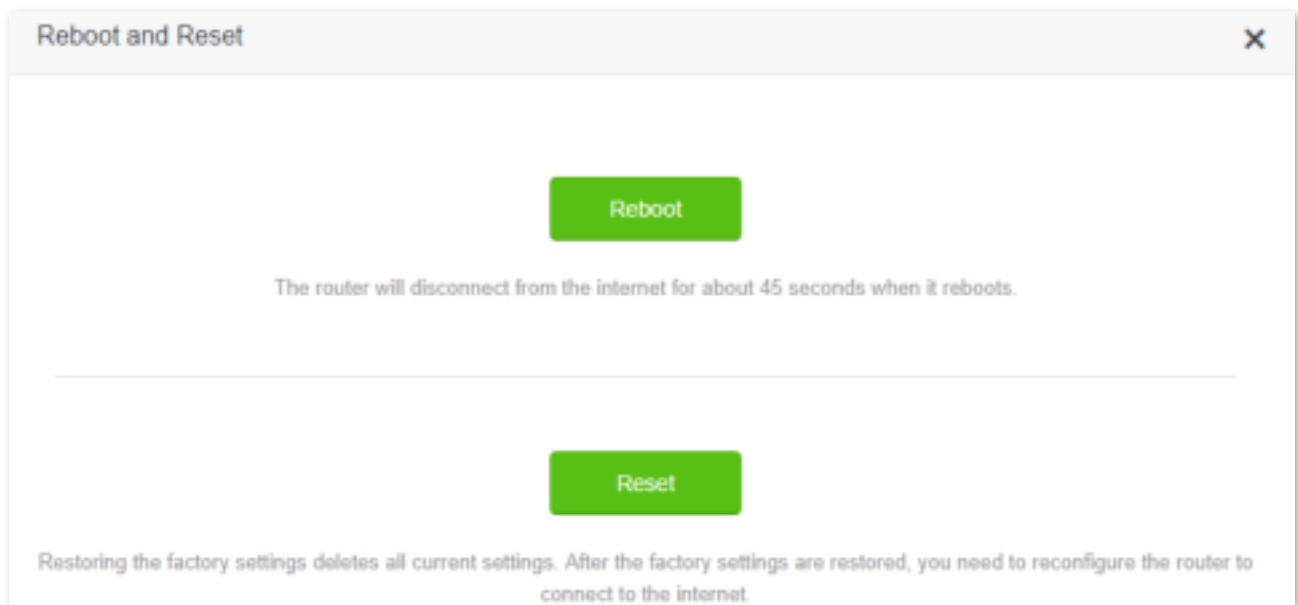 Reboot and Reset
Reboot
The router will disconnect from the internet for about 45 seconds when it reboots.
Reset
Restoring the factory settings deletes all current settings. After the factory settings are restored, you need to reconfigure the router to
connect to the internet.